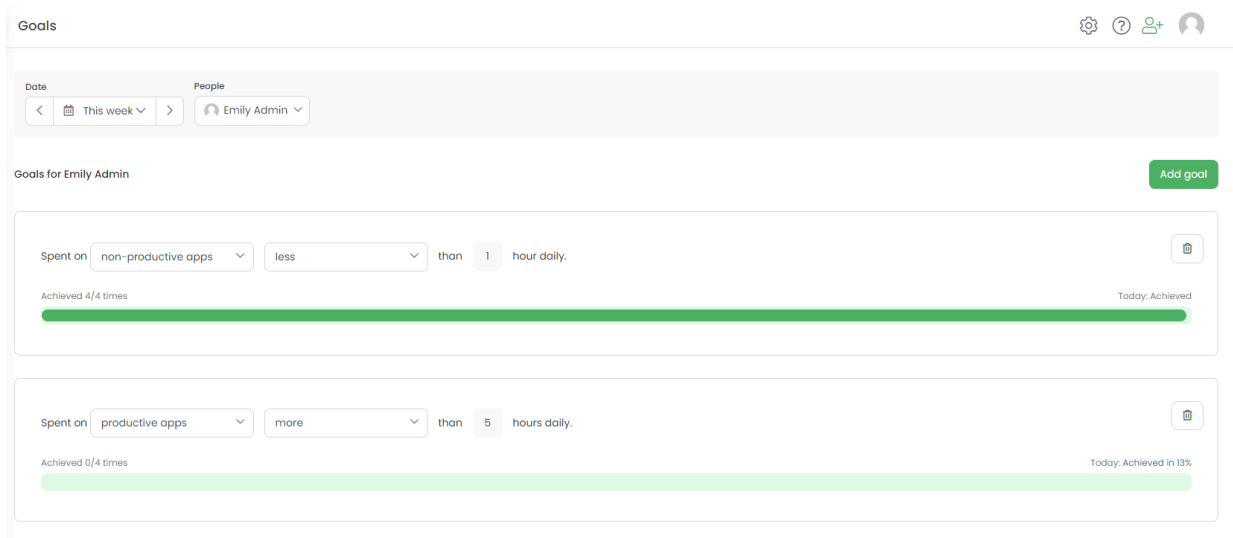 Goals
Date People
This week Emily Admin
Goals for Emily Admin Add goal
Spent on non-productive apps less than 1 hour daily.
Achieved 4/4 times Today: Achieved
Spent on productive apps more than 5 hours daily.
Achieved 0/4 times Today: Achieved in 13%